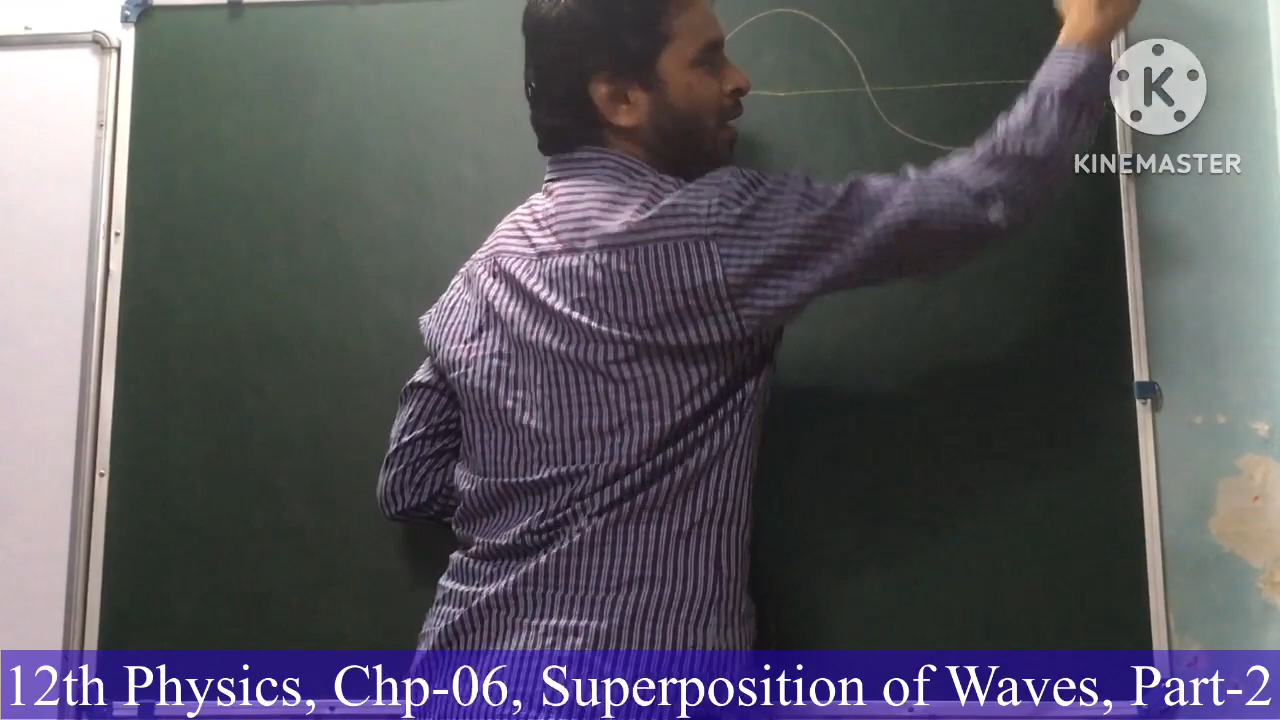 K
KINEMASTER
12th Physics, Chp-06, Superposition of Waves, Part-2